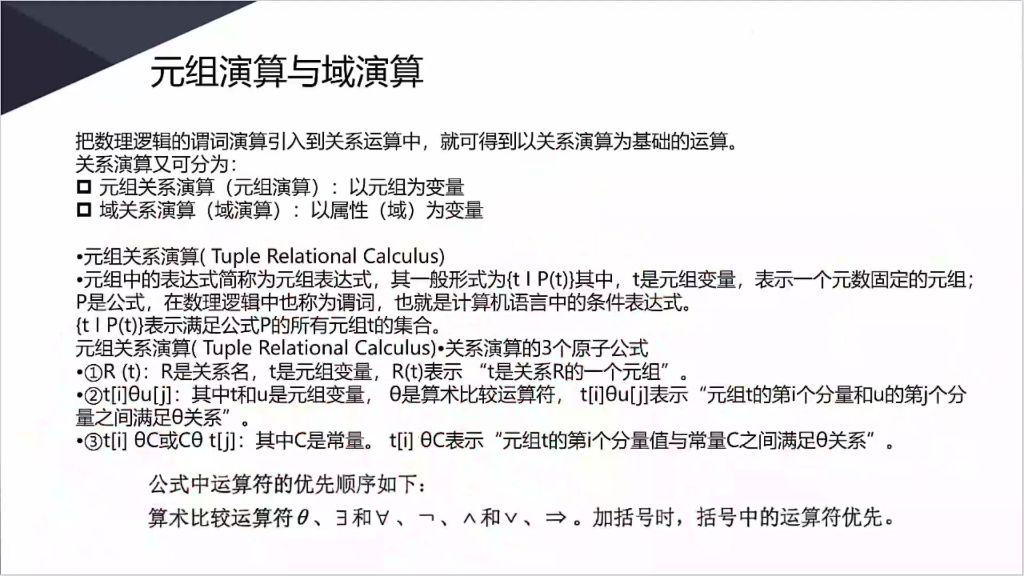 元组演算与域演算
把数理逻辑的谓词演算引入到关系运算中，就可得到以关系演算为基础的运算。
关系演算又可分为：
元组关系演算（元组演算）：以元组为变量
域关系演算（域演算）：以属性（域）为变量
•元组关系演算( Tuple Relational Calculus)
•元组中的表达式简称为元组表达式，其一般形式为{t l P(t)}其中，t是元组变量，表示一个元数固定的元组；
P是公式，在数理逻辑中也称为谓词，也就是计算机语言中的条件表达式。
{t l P(t)}表示满足公式P的所有元组t的集合。
元组关系演算( Tuple Relational Calculus)•关系演算的3个原子公式
•①R (t)：R是关系名，t是元组变量，R(t)表示 “t是关系R的一个元组”。
•②t[i]θu[j]：其中t和u是元组变量， θ是算术比较运算符， t[i]θu[j]表示“元组t的第i个分量和u的第j个分
量之间满足θ关系”。
•③t[i] θC或Cθ t[j]：其中C是常量。 t[i] θC表示“元组t的第i个分量值与常量C之间满足θ关系”。
公式中运算符的优先顺序如下：
算术比较运算符θ、∃和∀、¬、∧和∨、⇒。加括号时，括号中的运算符优先。